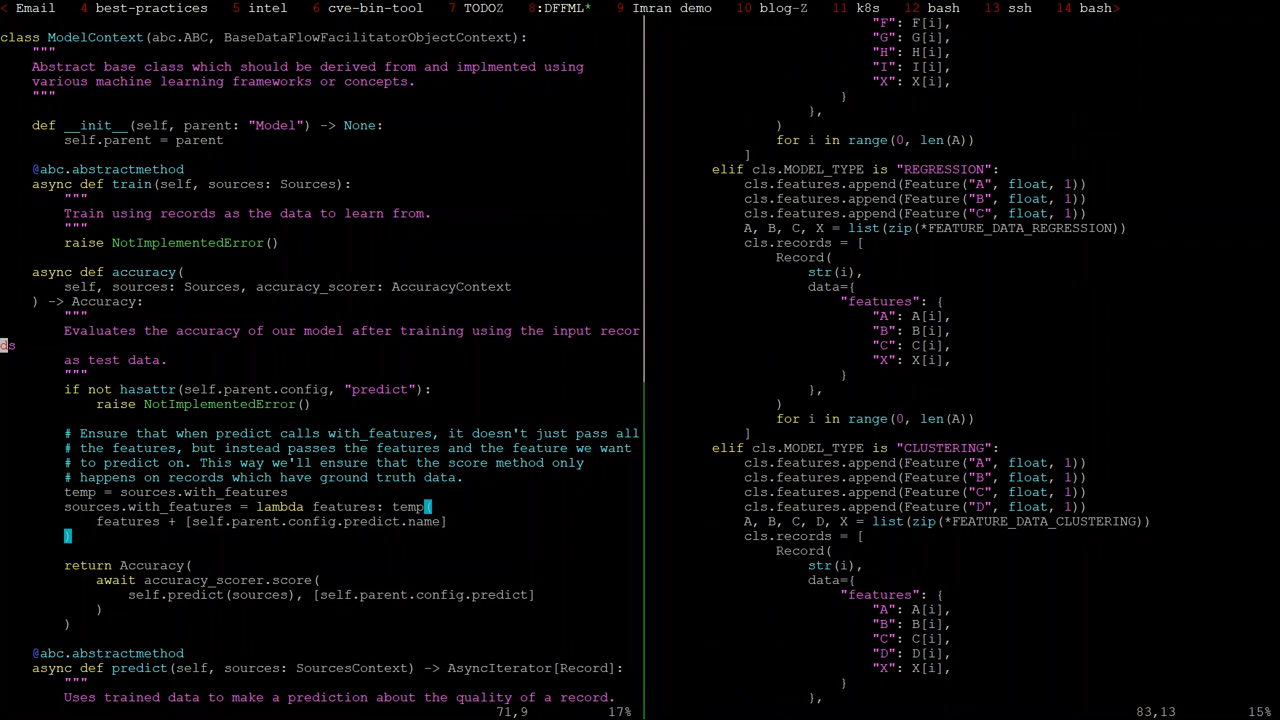 < Email   4 best-practices   5 intel   6 cve-bin-tool   7 TODOZ   8:DFFML*   9 Imran demo   10 blog-Z   11 k8s   12 bash   13 ssh   14 bash>
class ModelContext(abc.ABC, BaseDataFlowFacilitatorObjectContext):
    """
    Abstract base class which should be derived from and implmented using
    various machine learning frameworks or concepts.
    """
    def __init__(self, parent: "Model") -> None:
        self.parent = parent
    @abc.abstractmethod
    async def train(self, sources: Sources):
        """
        Train using records as the data to learn from.
        """
        raise NotImplementedError()
    async def accuracy(
        self, sources: Sources, accuracy_scorer: AccuracyContext
    ) -> Accuracy:
        """
        Evaluates the accuracy of our model after training using the input recor
ds
        as test data.
        """
        if not hasattr(self.parent.config, "predict"):
            raise NotImplementedError()
        # Ensure that when predict calls with_features, it doesn't just pass all
        # the features, but instead passes the features and the feature we want
        # to predict on. This way we'll ensure that the score method only
        # happens on records which have ground truth data.
        temp = sources.with_features
        sources.with_features = lambda features: temp(
            features + [self.parent.config.predict.name]
        )
        return Accuracy(
            await accuracy_scorer.score(
                self.predict(sources), [self.parent.config.predict]
            )
        )
    @abc.abstractmethod
    async def predict(self, sources: SourcesContext) -> AsyncIterator[Record]:
        """
        Uses trained data to make a prediction about the quality of a record.
71,9          17%
                            "F": F[i],
                            "G": G[i],
                            "H": H[i],
                            "I": I[i],
                            "X": X[i],
                        }
                    },
                )
                for i in range(0, len(A))
            ]
        elif cls.MODEL_TYPE is "REGRESSION":
            cls.features.append(Feature("A", float, 1))
            cls.features.append(Feature("B", float, 1))
            cls.features.append(Feature("C", float, 1))
            A, B, C, X = list(zip(*FEATURE_DATA_REGRESSION))
            cls.records = [
                Record(
                    str(i),
                    data={
                        "features": {
                            "A": A[i],
                            "B": B[i],
                            "C": C[i],
                            "X": X[i],
                        }
                    },
                )
                for i in range(0, len(A))
            ]
        elif cls.MODEL_TYPE is "CLUSTERING":
            cls.features.append(Feature("A", float, 1))
            cls.features.append(Feature("B", float, 1))
            cls.features.append(Feature("C", float, 1))
            cls.features.append(Feature("D", float, 1))
            A, B, C, D, X = list(zip(*FEATURE_DATA_CLUSTERING))
            cls.records = [
                Record(
                    str(i),
                    data={
                        "features": {
                            "A": A[i],
                            "B": B[i],
                            "C": C[i],
                            "D": D[i],
                            "X": X[i],
                        }
                    },
83,13         15%